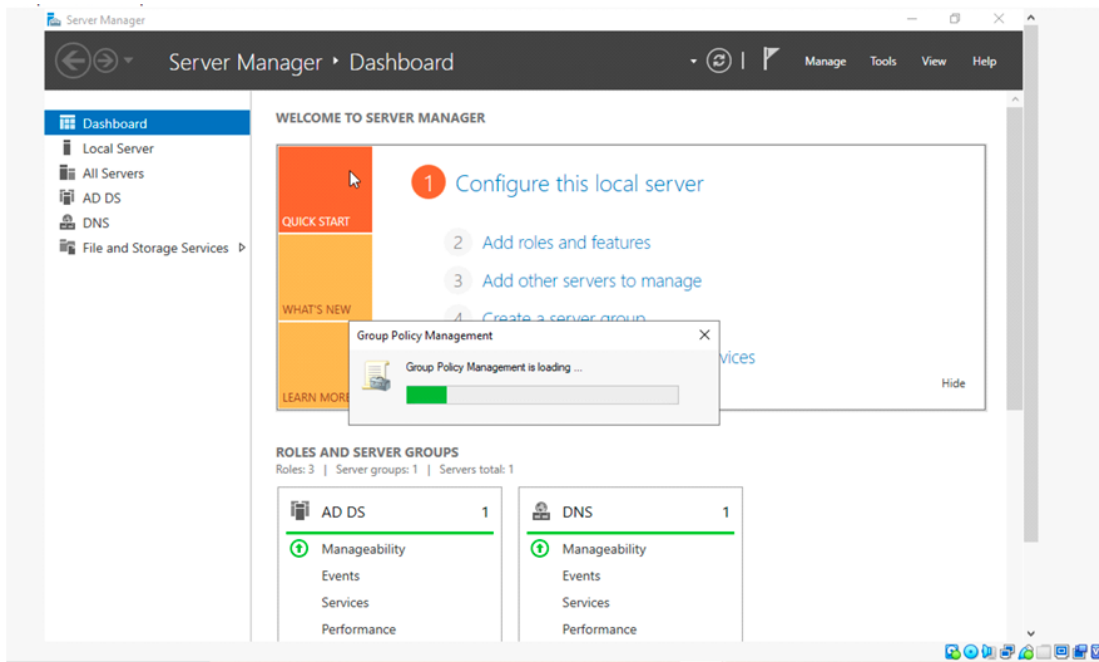 Server Manager
Server Manager • Dashboard
Manage Tools View Help
Dashboard
Local Server
All Servers
AD DS
DNS
File and Storage Services
WELCOME TO SERVER MANAGER
QUICK START
WHAT'S NEW
LEARN MORE
1 Configure this local server
2 Add roles and features
3 Add other servers to manage
4 Create a server group
vices
Hide
Group Policy Management
Group Policy Management is loading ...
ROLES AND SERVER GROUPS
Roles: 3 | Server groups: 1 | Servers total: 1
AD DS 1
Manageability
Events
Services
Performance
DNS 1
Manageability
Events
Services
Performance